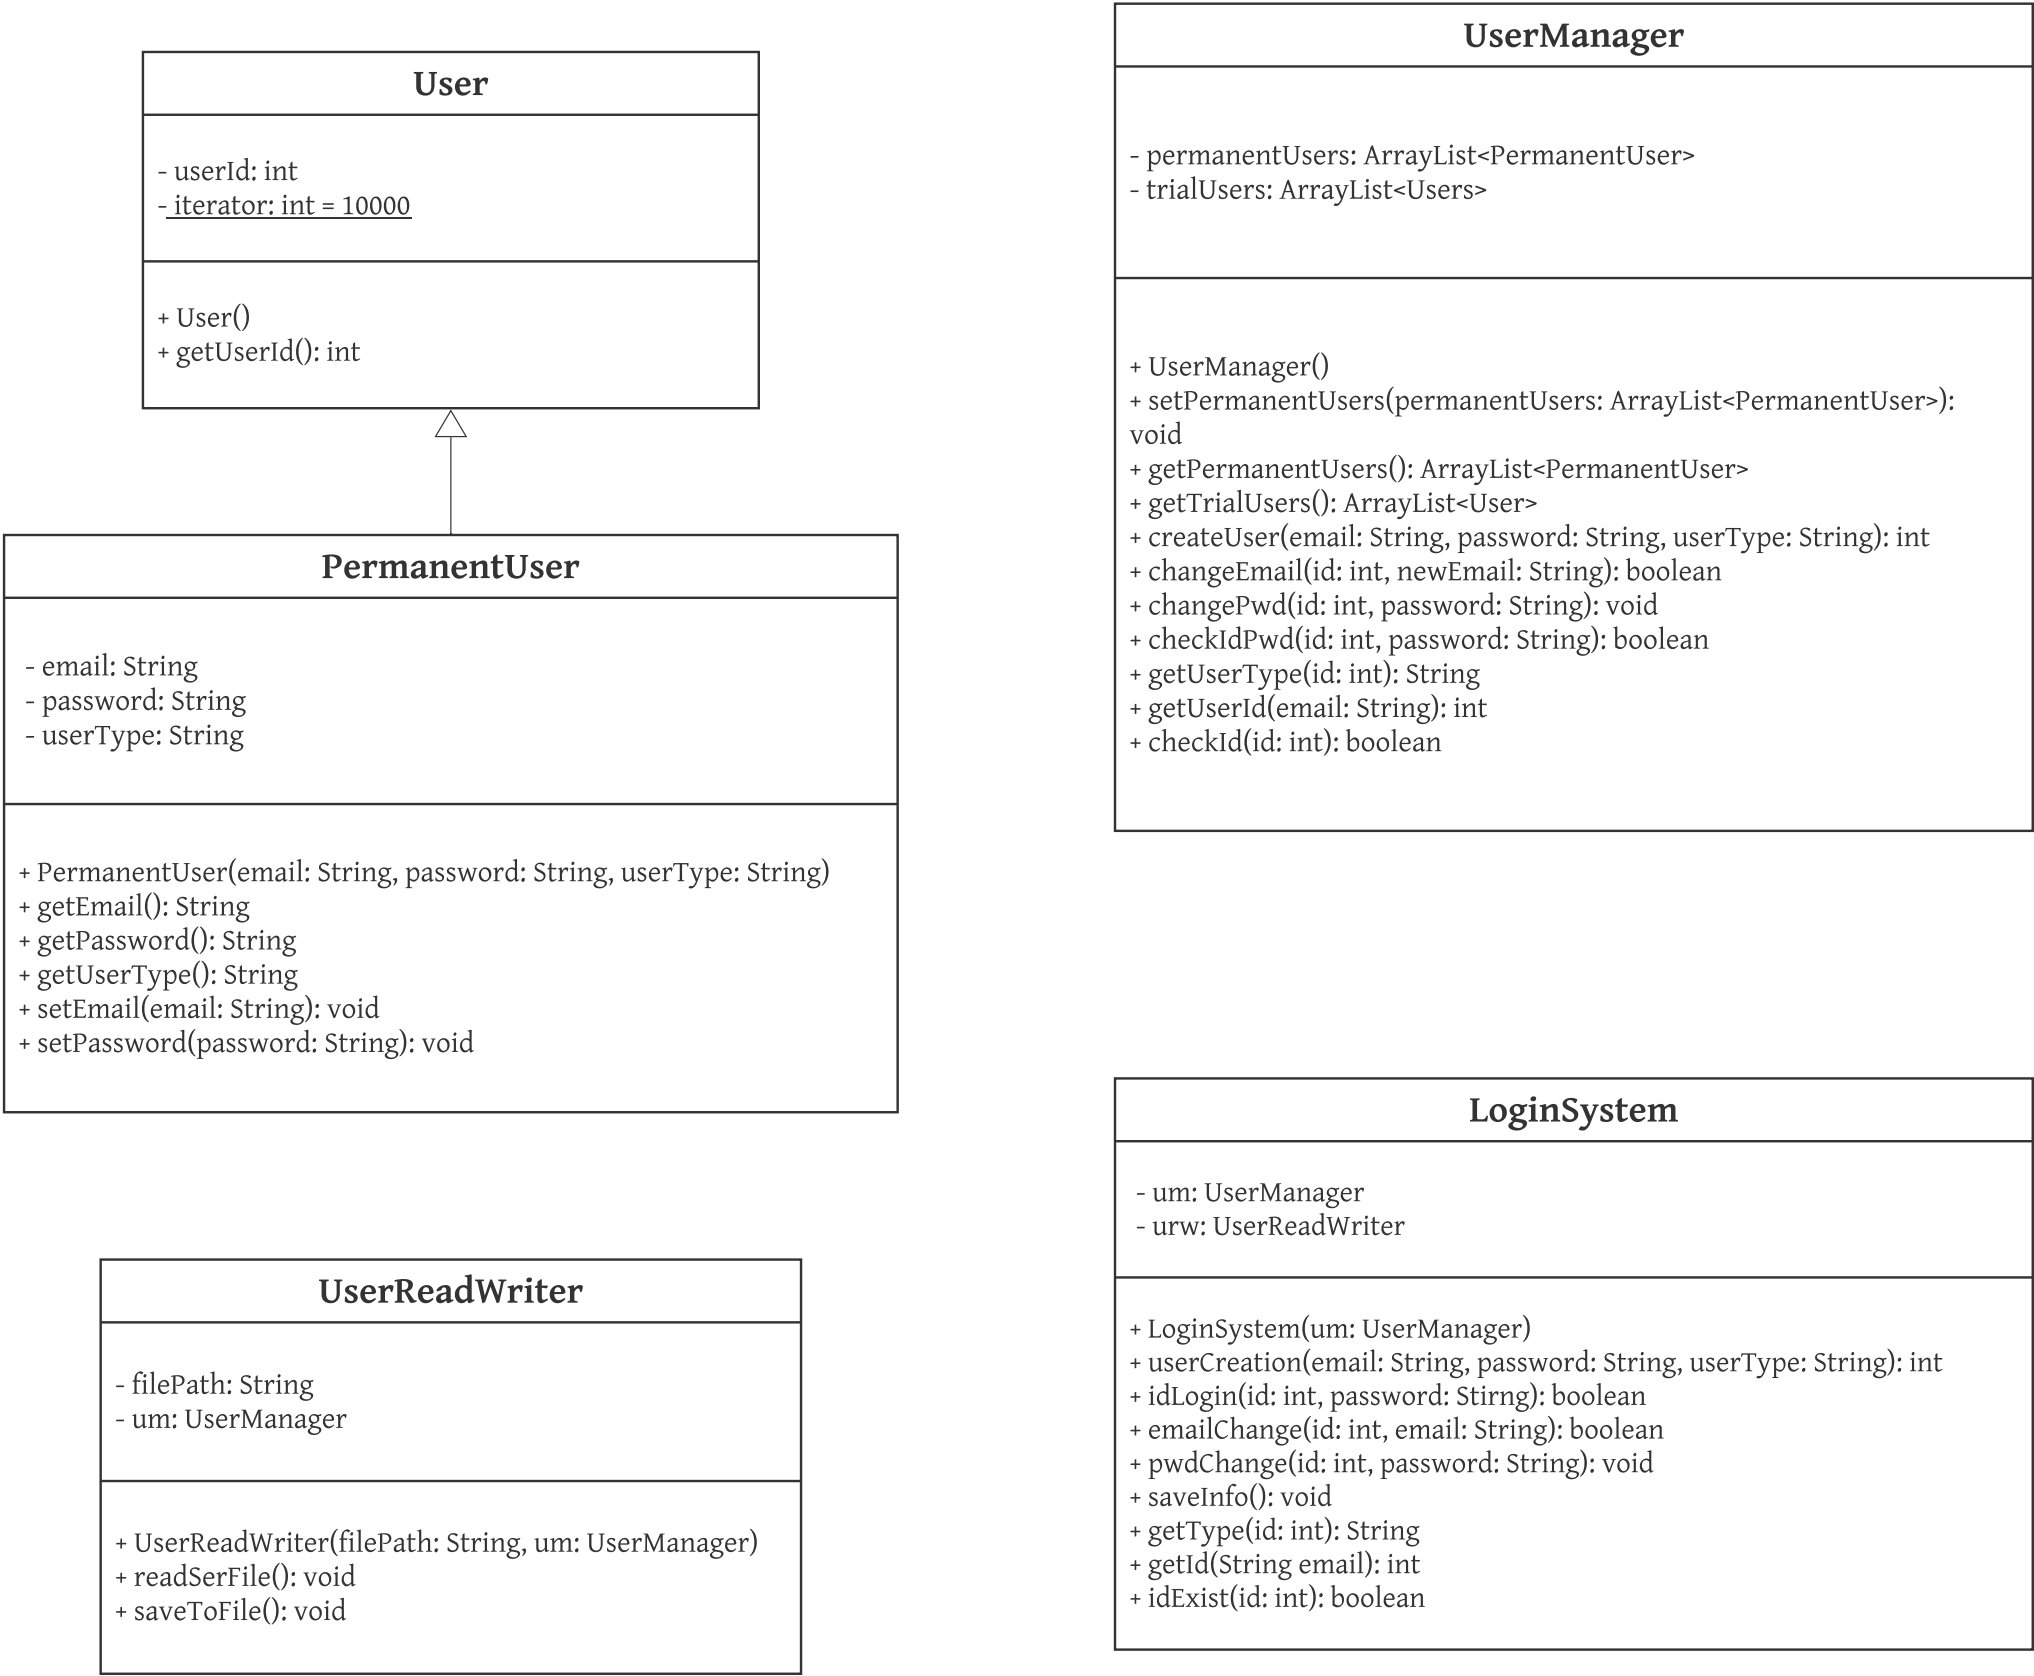 User
- userId: int
- iterator: int = 10000
+ User()
+ getUserId(): int
PermanentUser
- email: String
- password: String
- userType: String
+ PermanentUser(email: String, password: String, userType: String)
+ getEmail(): String
+ getPassword(): String
+ getUserType(): String
+ setEmail(email: String): void
+ setPassword(password: String): void
UserReadWriter
- filePath: String
- um: UserManager
+ UserReadWriter(filePath: String, um: UserManager)
+ readSerFile(): void
+ saveToFile(): void
UserManager
- permanentUsers: ArrayList<PermanentUser>
- trialUsers: ArrayList<Users>
+ UserManager()
+ setPermanentUsers(permanentUsers: ArrayList<PermanentUser>):
void
+ getPermanentUsers(): ArrayList<PermanentUser>
+ getTrialUsers(): ArrayList<User>
+ createUser(email: String, password: String, userType: String): int
+ changeEmail(id: int, newEmail: String): boolean
+ changePwd(id: int, password: String): void
+ checkIdPwd(id: int, password: String): boolean
+ getUserType(id: int): String
+ getUserId(email: String): int
+ checkId(id: int): boolean
LoginSystem
- um: UserManager
- urw: UserReadWriter
+ LoginSystem(um: UserManager)
+ userCreation(email: String, password: String, userType: String): int
+ idLogin(id: int, password: Stirng): boolean
+ emailChange(id: int, email: String): boolean
+ pwdChange(id: int, password: String): void
+ saveInfo(): void
+ getType(id: int): String
+ getId(String email): int
+ idExist(id: int): boolean